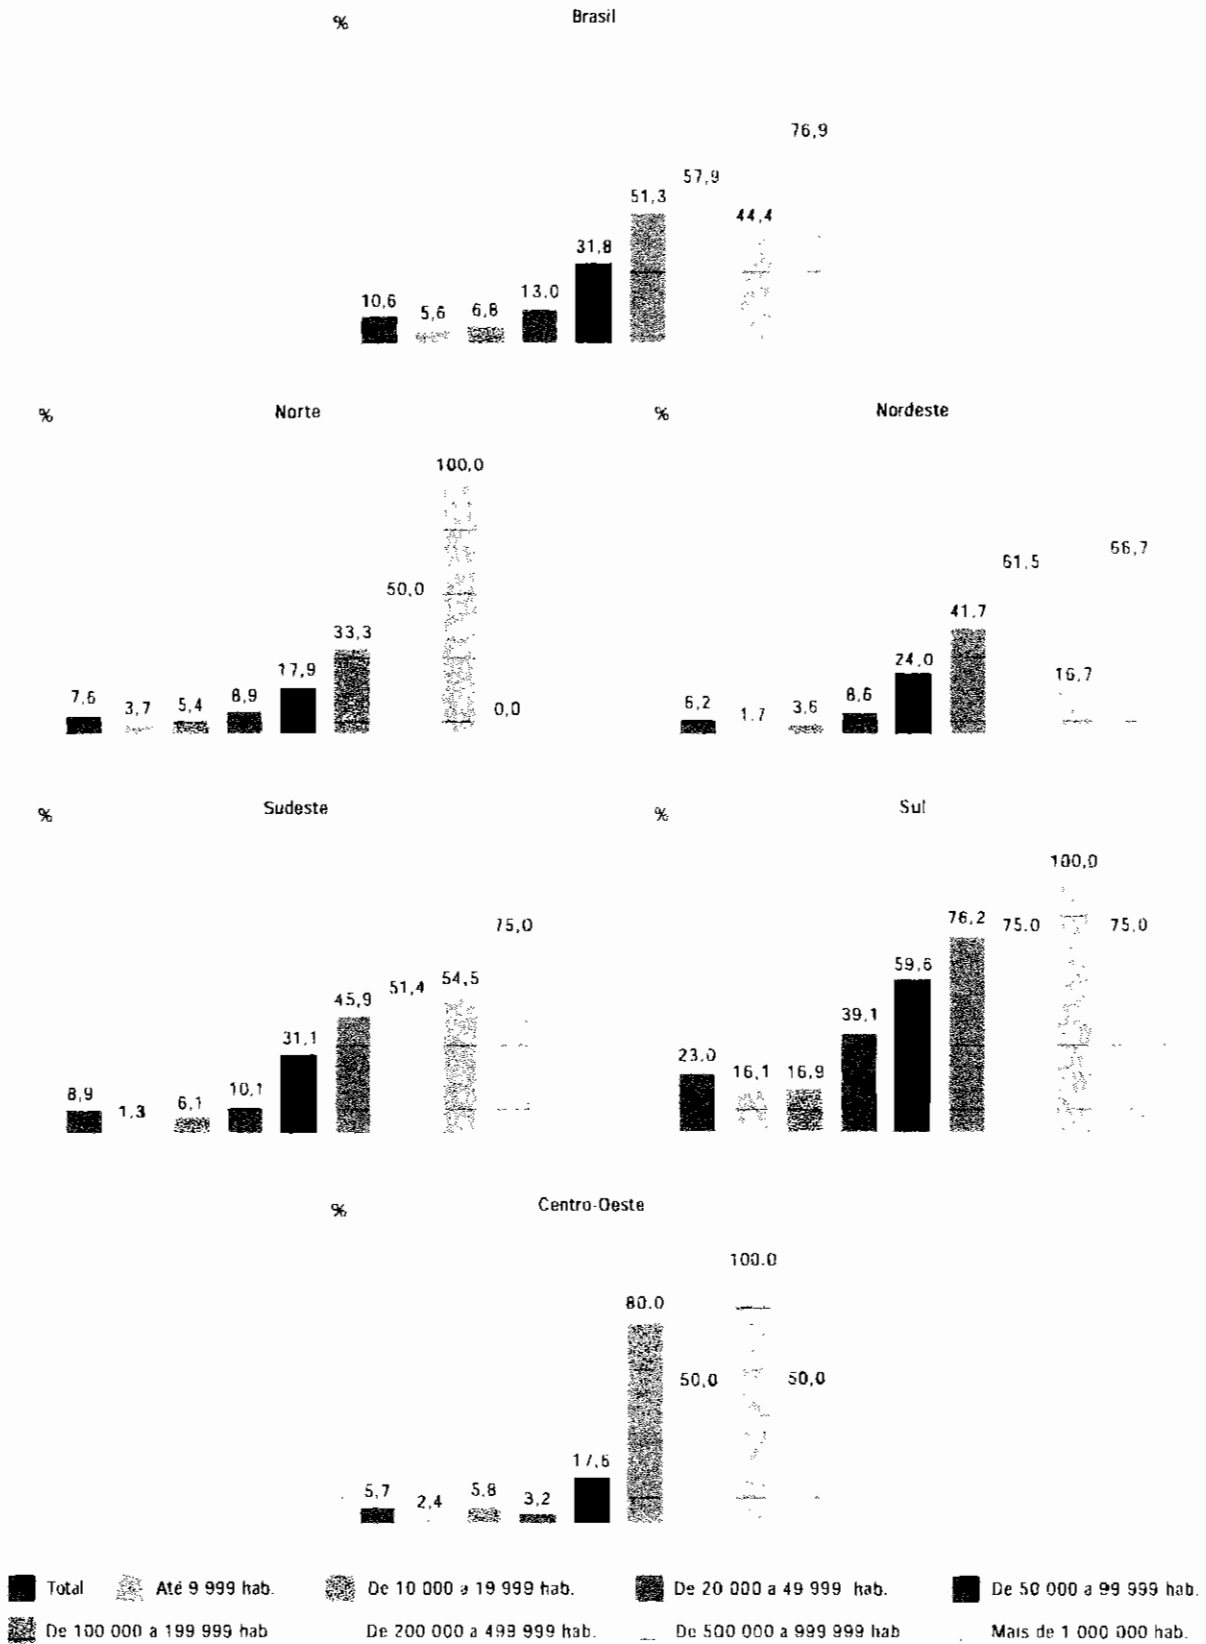 % Brasil
76,9
57,9
51,3
44,4
31,8
13,0
10,6
5,6 6,8
% Norte
100,0
50,0
33,3
17,9
7,6 3,7 5,4 8,9
0,0
% Nordeste
66,7
61,5
41,7
24,0
16,7
6,2 1,7 3,6 8,6
% Sudeste
75,0
51,4 54,5
45,9
31,1
8,9 1,3 6,1 10,1
% Sul
100,0
76,2 75.0 75,0
59,6
39,1
23,0 16,1 16,9
% Centro-Oeste
100.0
80.0
50,0 50,0
17,6
5,7 2,4 5,8 3,2
Total Até 9 999 hab. De 10 000 a 19 999 hab. De 20 000 a 49 999 hab. De 50 000 a 99 999 hab.
De 100 000 a 199 999 hab De 200 000 a 499 999 hab. De 500 000 a 999 999 hab Mais de 1 000 000 hab.